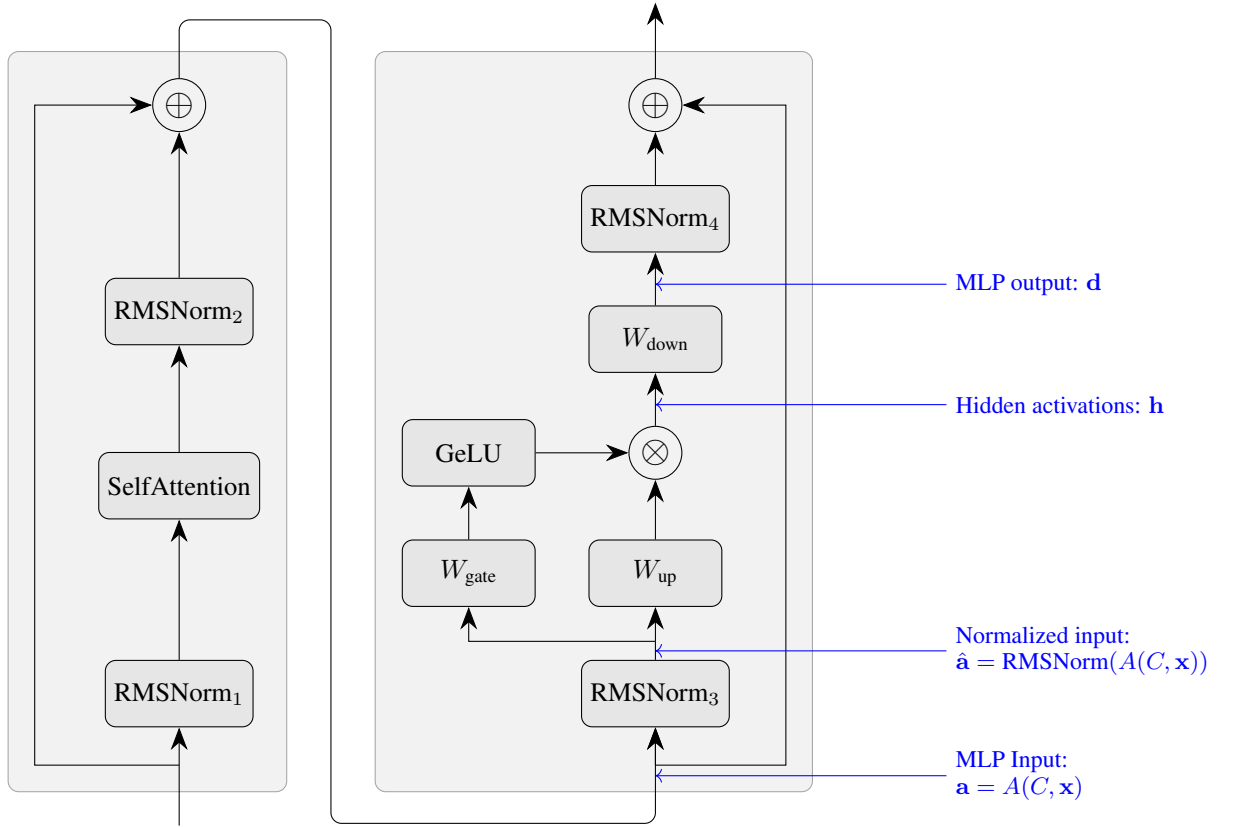 RMSNorm₂
SelfAttention
RMSNorm₁
RMSNorm₄
W_down
GeLU
W_gate
W_up
RMSNorm₃
MLP output: d
Hidden activations: h
Normalized input:
â = RMSNorm(A(C, x))
MLP Input:
a = A(C, x)